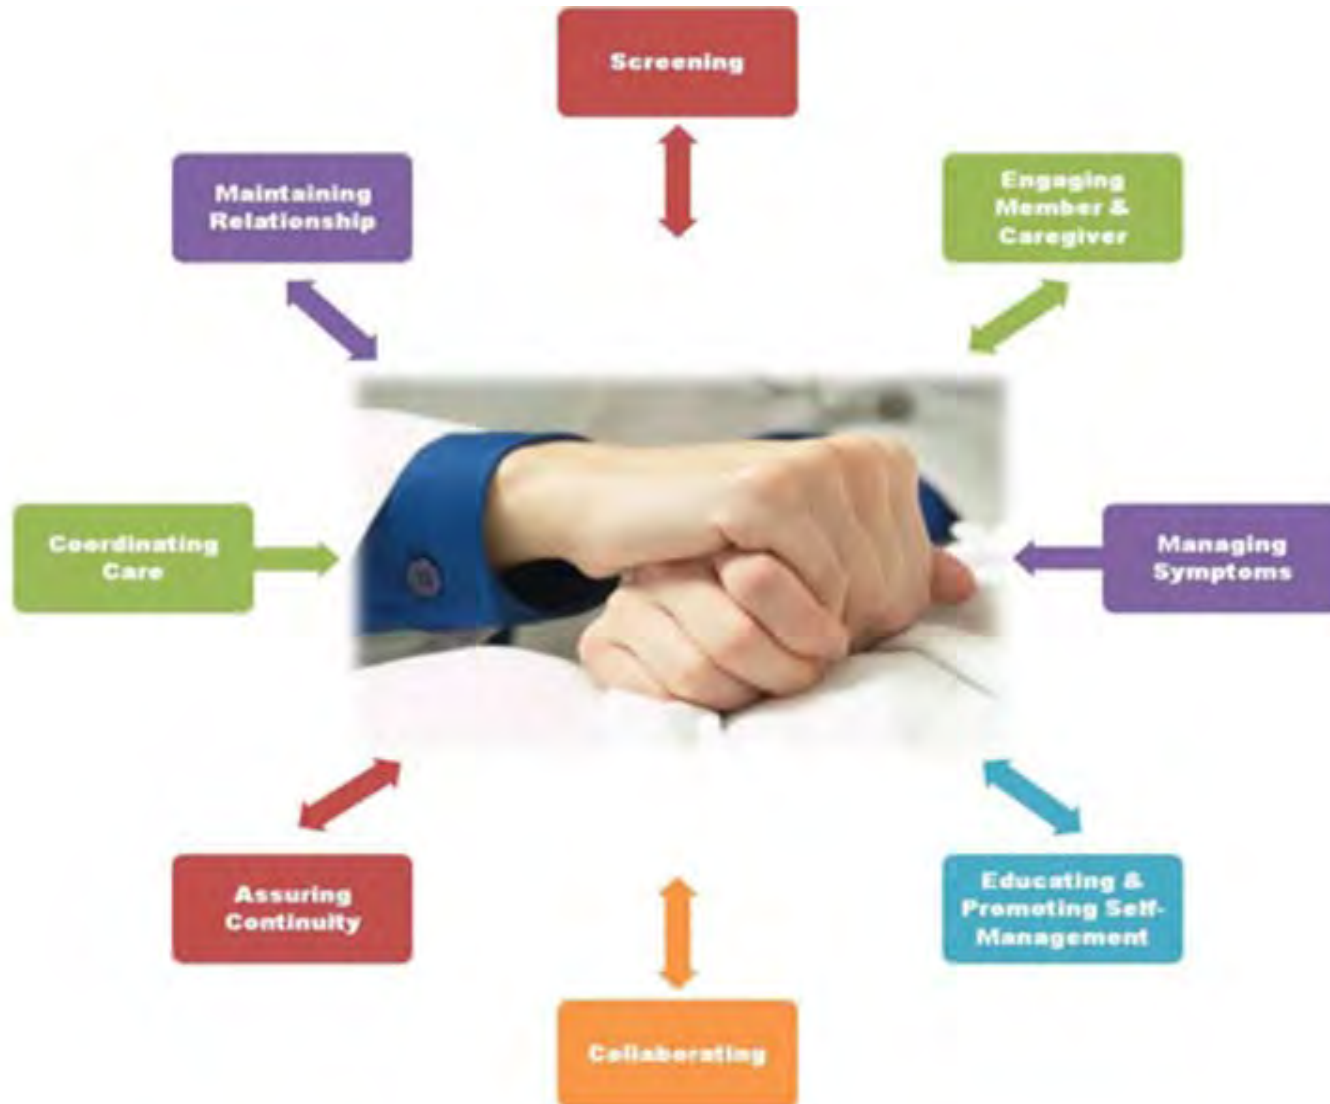 Screening
Maintaining
Relationship
Engaging
Member &
Caregiver
Coordinating
Care
Managing
Symptoms
Assuring
Continuity
Educating &
Promoting Self-
Management
Collaborating